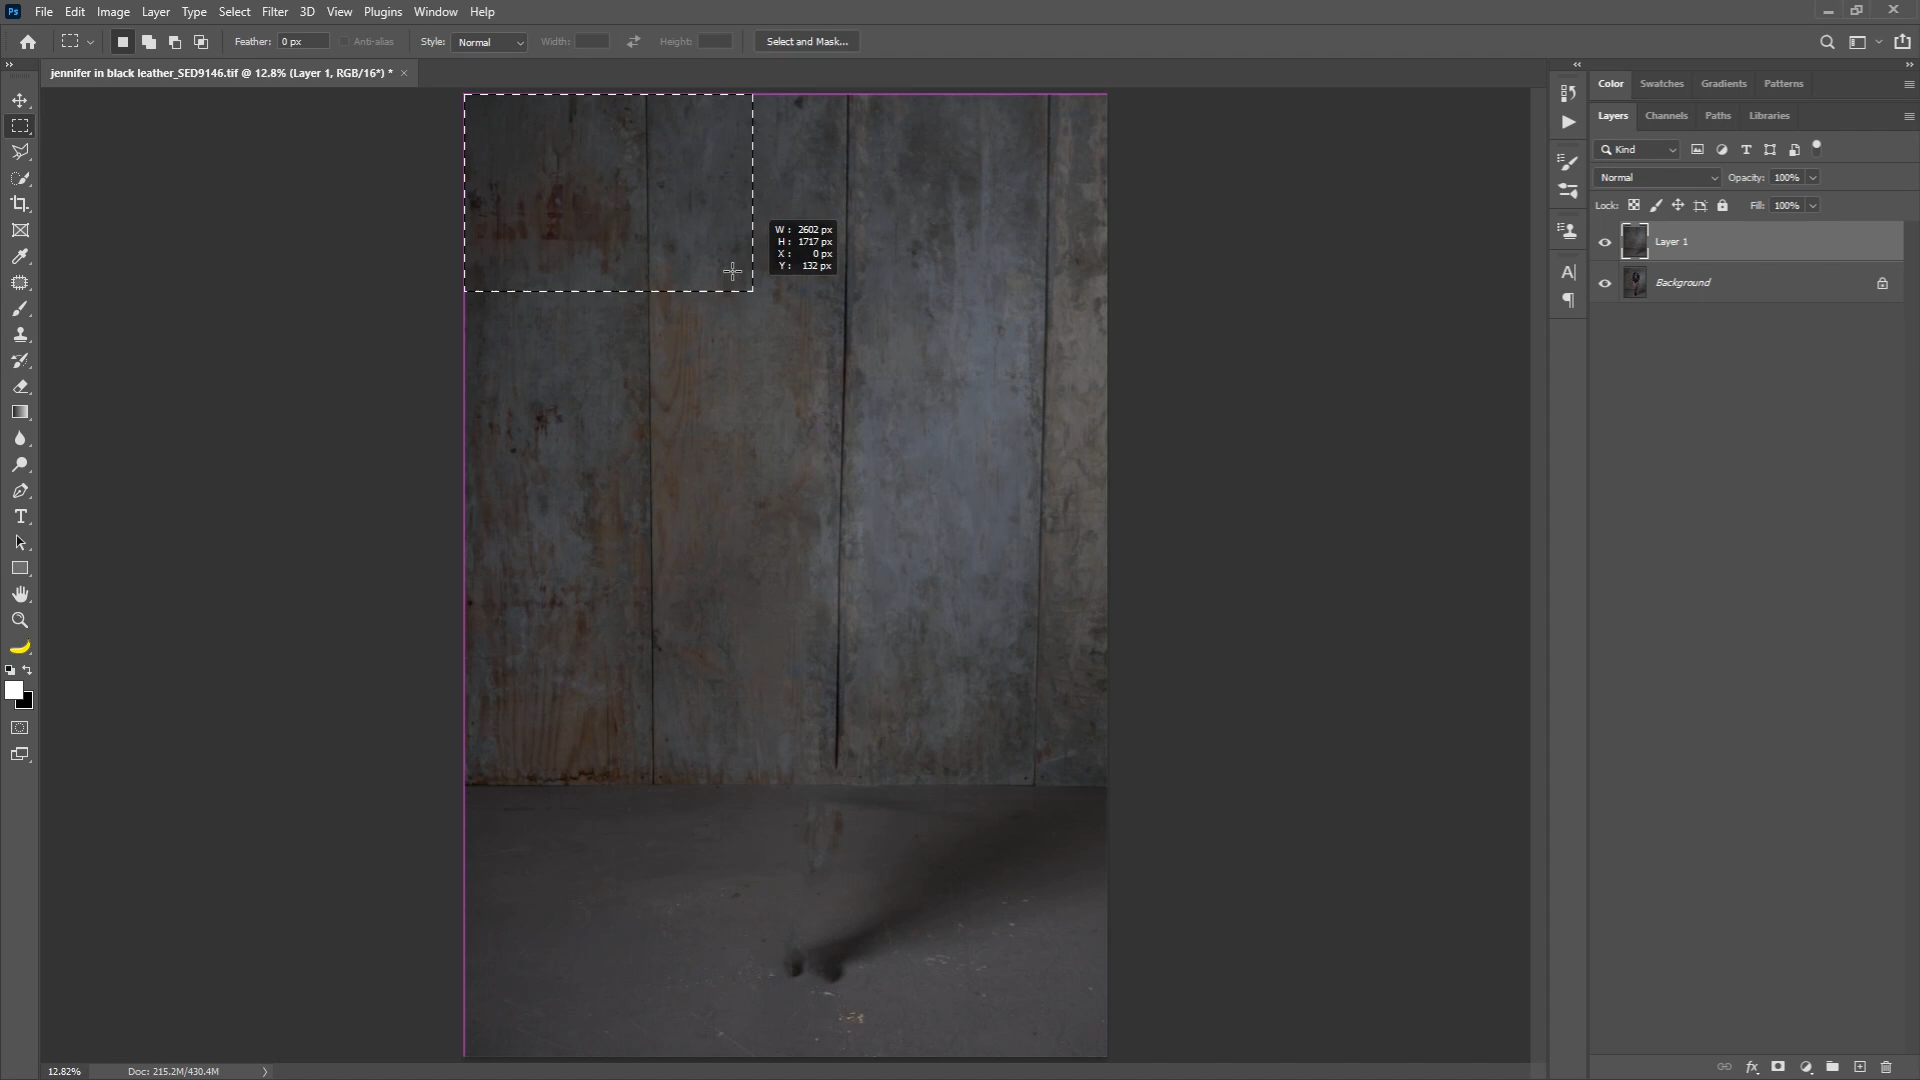 Ps File Edit Image Layer Type Select Filter 3D View Plugins Window Help
Feather: 0 px Anti-alias Style: Normal Width: Height: Select and Mask...
jennifer in black leather_SED9146.tif @ 12.8% (Layer 1, RGB/16*) * ×
Color Swatches Gradients Patterns
Layers Channels Paths Libraries
Kind
Normal Opacity: 100%
Lock: Fill: 100%
W : 2602 px
H : 1717 px
X : 0 px
Y : 132 px
Layer 1
Background
12.82% Doc: 215.2M/430.4M